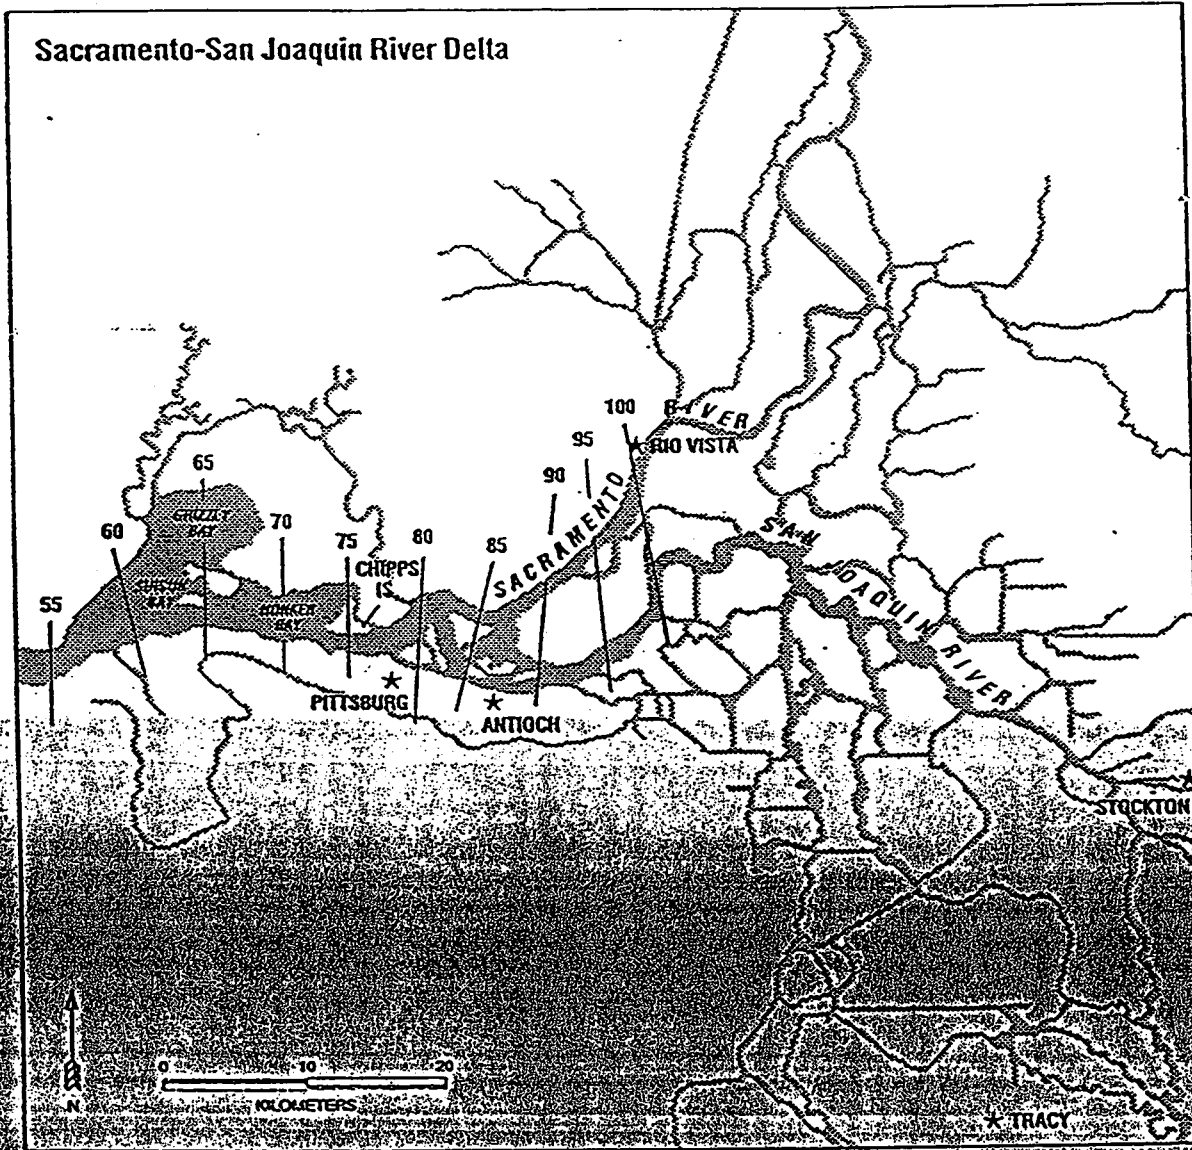 Sacramento-San Joaquin River Delta
100
RIVER
RIO VISTA
95
90
65
SACRAMENTO
GRIZZLY
BAY
SAN
JOAQUIN
RIVER
60
70
75
80
85
CHIPPS
IS.
SUISUN
BAY
HONKER
BAY
55
PITTSBURG
ANTIOCH
STOCKTON
0 10 20
KILOMETERS
N
TRACY